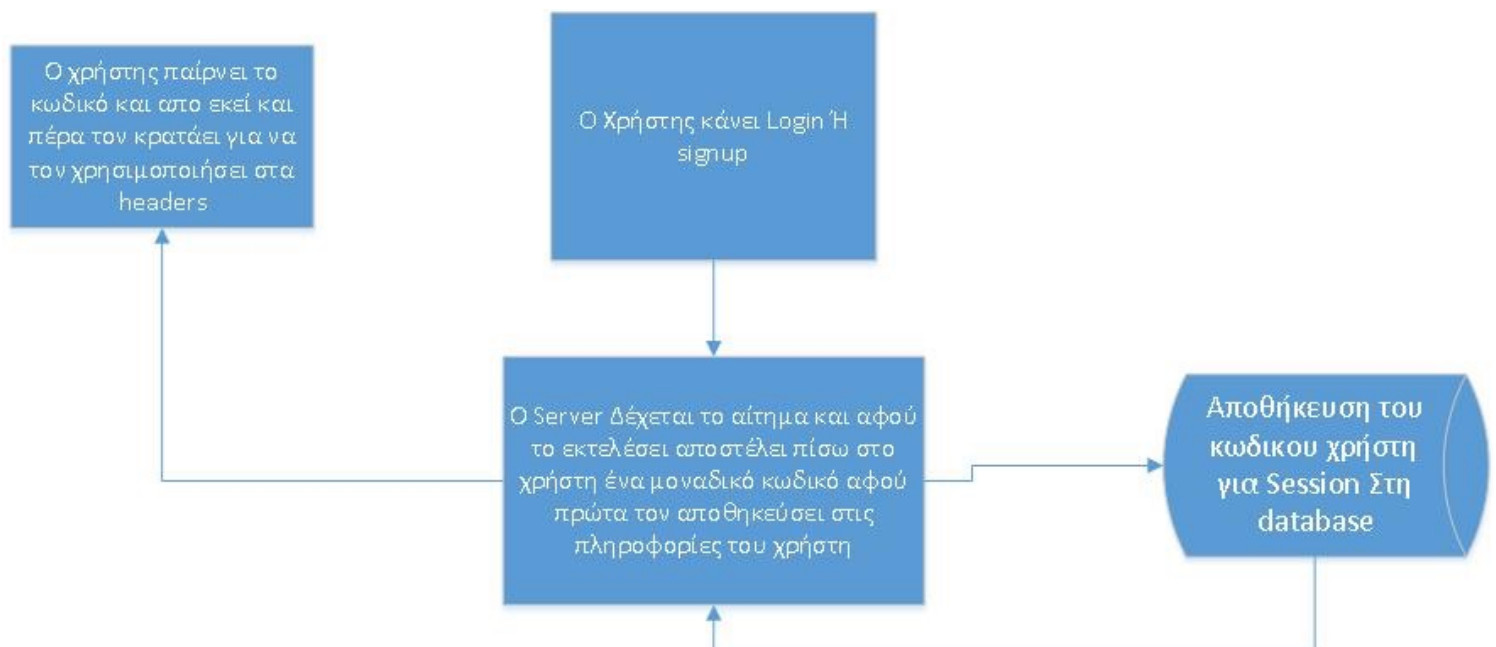 Ο χρήστης παίρνει το
κωδικό και απο εκεί και
πέρα τον κρατάει για να
τον χρησιμοποιήσει στα
headers
Ο Χρήστης κάνει Login Ή
signup
Ο Server Δέχεται το αίτημα και αφού
το εκτελέσει αποστέλει πίσω στο
χρήστη ένα μοναδικό κωδικό αφού
πρώτα τον αποθηκεύσει στις
πληροφορίες του χρήστη
Αποθήκευση του
κωδικου χρήστη
για Session Στη
database